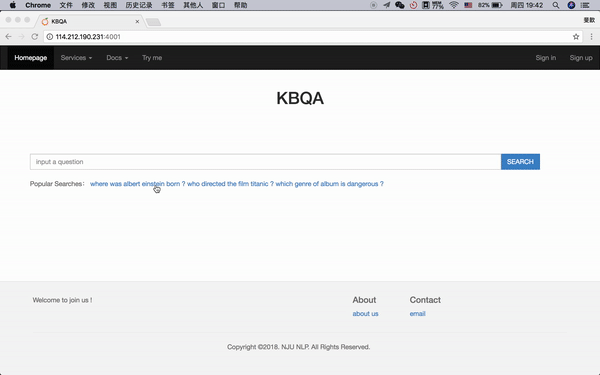 Chrome 文件 修改 视图 历史记录 书签 其他人 窗口 帮助 77% 82% 周四 19:42
KBQA
114.212.190.231:4001
Homepage Services Docs Try me Sign in Sign up
KBQA
input a question SEARCH
Popular Searches: where was albert einstein born ? who directed the film titanic ? which genre of album is dangerous ?
Welcome to join us ! About Contact
about us email
Copyright ©2018. NJU NLP. All Rights Reserved.